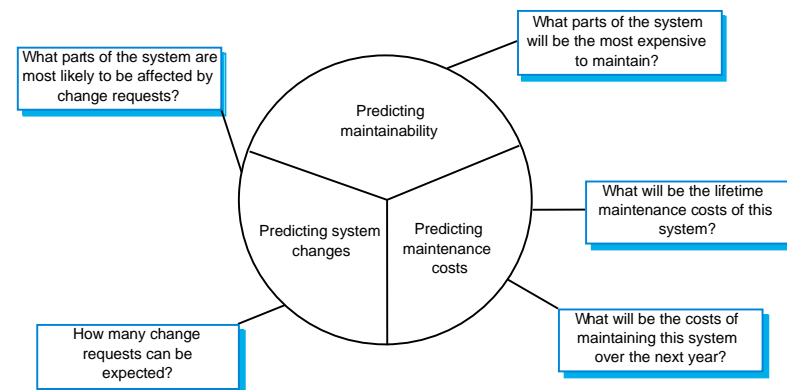 What parts of the system
will be the most expensive
to maintain?
What parts of the system are
most likely to be affected by
change requests?
Predicting
maintainability
What will be the lifetime
maintenance costs of this
system?
Predicting system
changes
Predicting
maintenance
costs
What will be the costs of
maintaining this system
over the next year?
How many change
requests can be
expected?